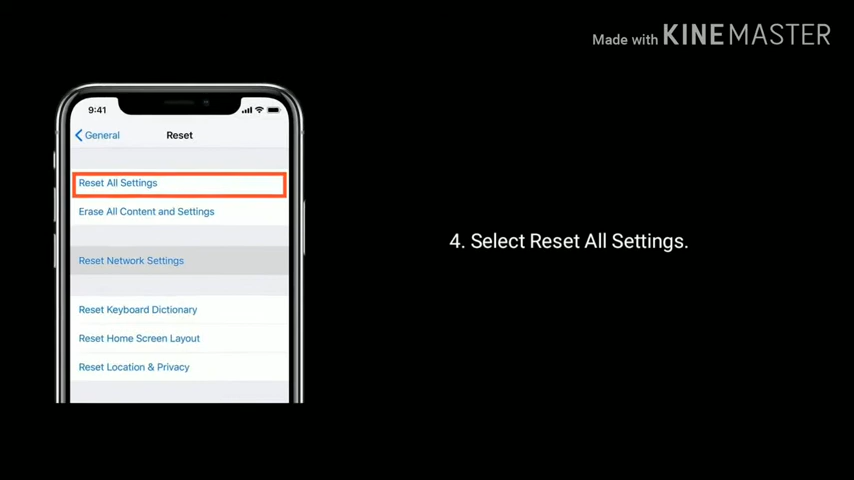 Made with KINEMASTER
9:41
General
Reset
Reset All Settings
Erase All Content and Settings
Reset Network Settings
Reset Keyboard Dictionary
Reset Home Screen Layout
Reset Location & Privacy
4. Select Reset All Settings.